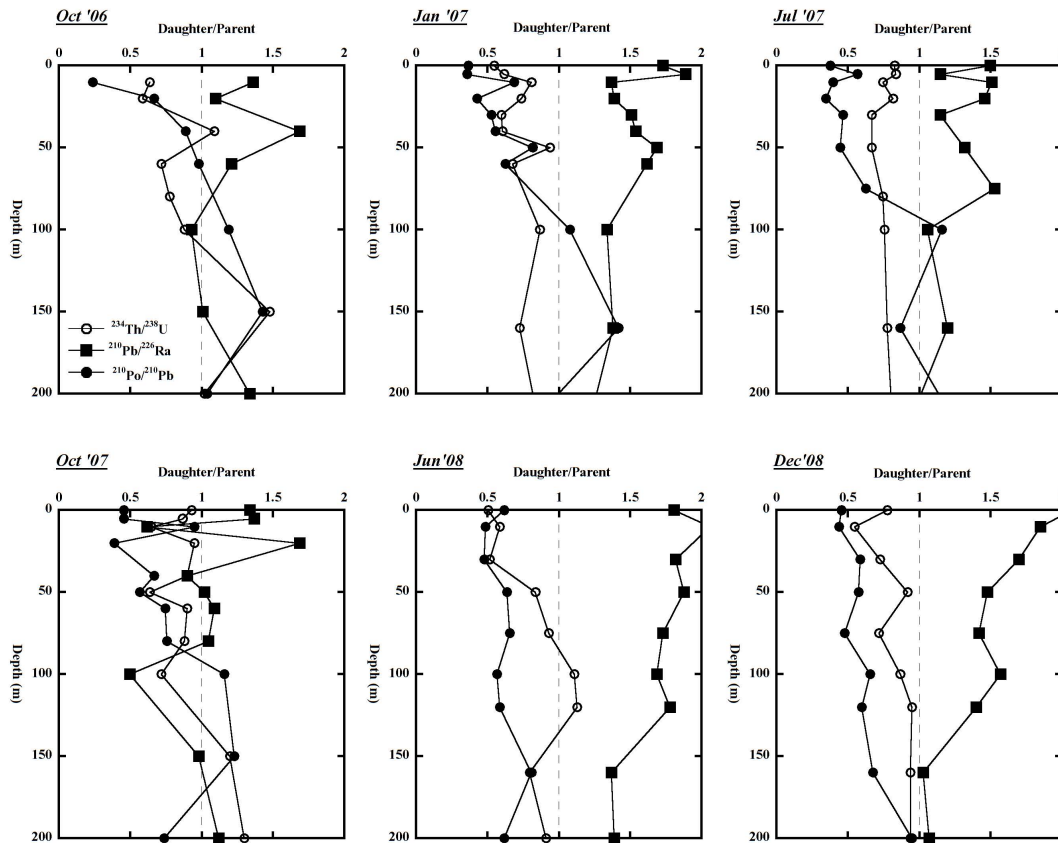 Oct '06
Daughter/Parent
0 0.5 1 1.5 2
0
50
100
150
200
Depth (m)
²³⁴Th/²³⁸U
²¹⁰Pb/²²⁶Ra
²¹⁰Po/²¹⁰Pb
Jan '07
Daughter/Parent
0 0.5 1 1.5 2
0
50
100
150
200
Depth (m)
Jul '07
Daughter/Parent
0 0.5 1 1.5
0
50
100
150
200
Depth (m)
Oct '07
Daughter/Parent
0 0.5 1 1.5 2
0
50
100
150
200
Depth (m)
Jun'08
Daughter/Parent
0 0.5 1 1.5 2
0
50
100
150
200
Depth (m)
Dec'08
Daughter/Parent
0 0.5 1 1.5
0
50
100
150
200
Depth (m)